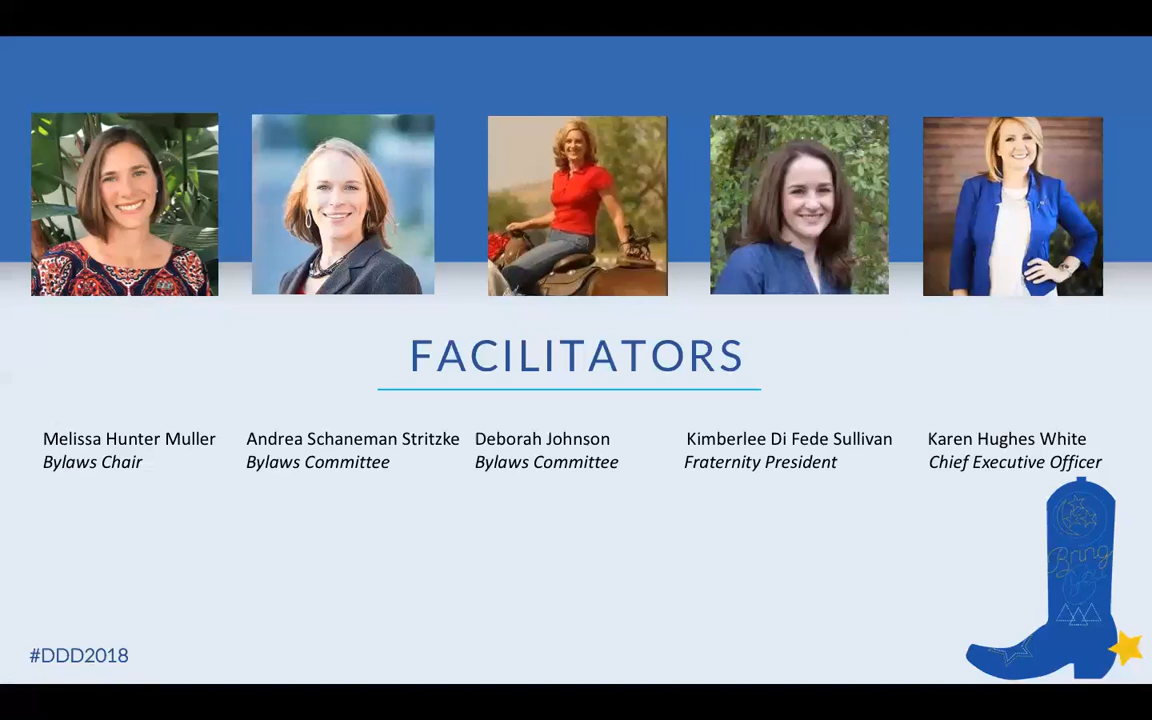 FACILITATORS
Melissa Hunter Muller
Bylaws Chair
Andrea Schaneman Stritzke
Bylaws Committee
Deborah Johnson
Bylaws Committee
Kimberlee Di Fede Sullivan
Fraternity President
Karen Hughes White
Chief Executive Officer
Bring
#DDD2018